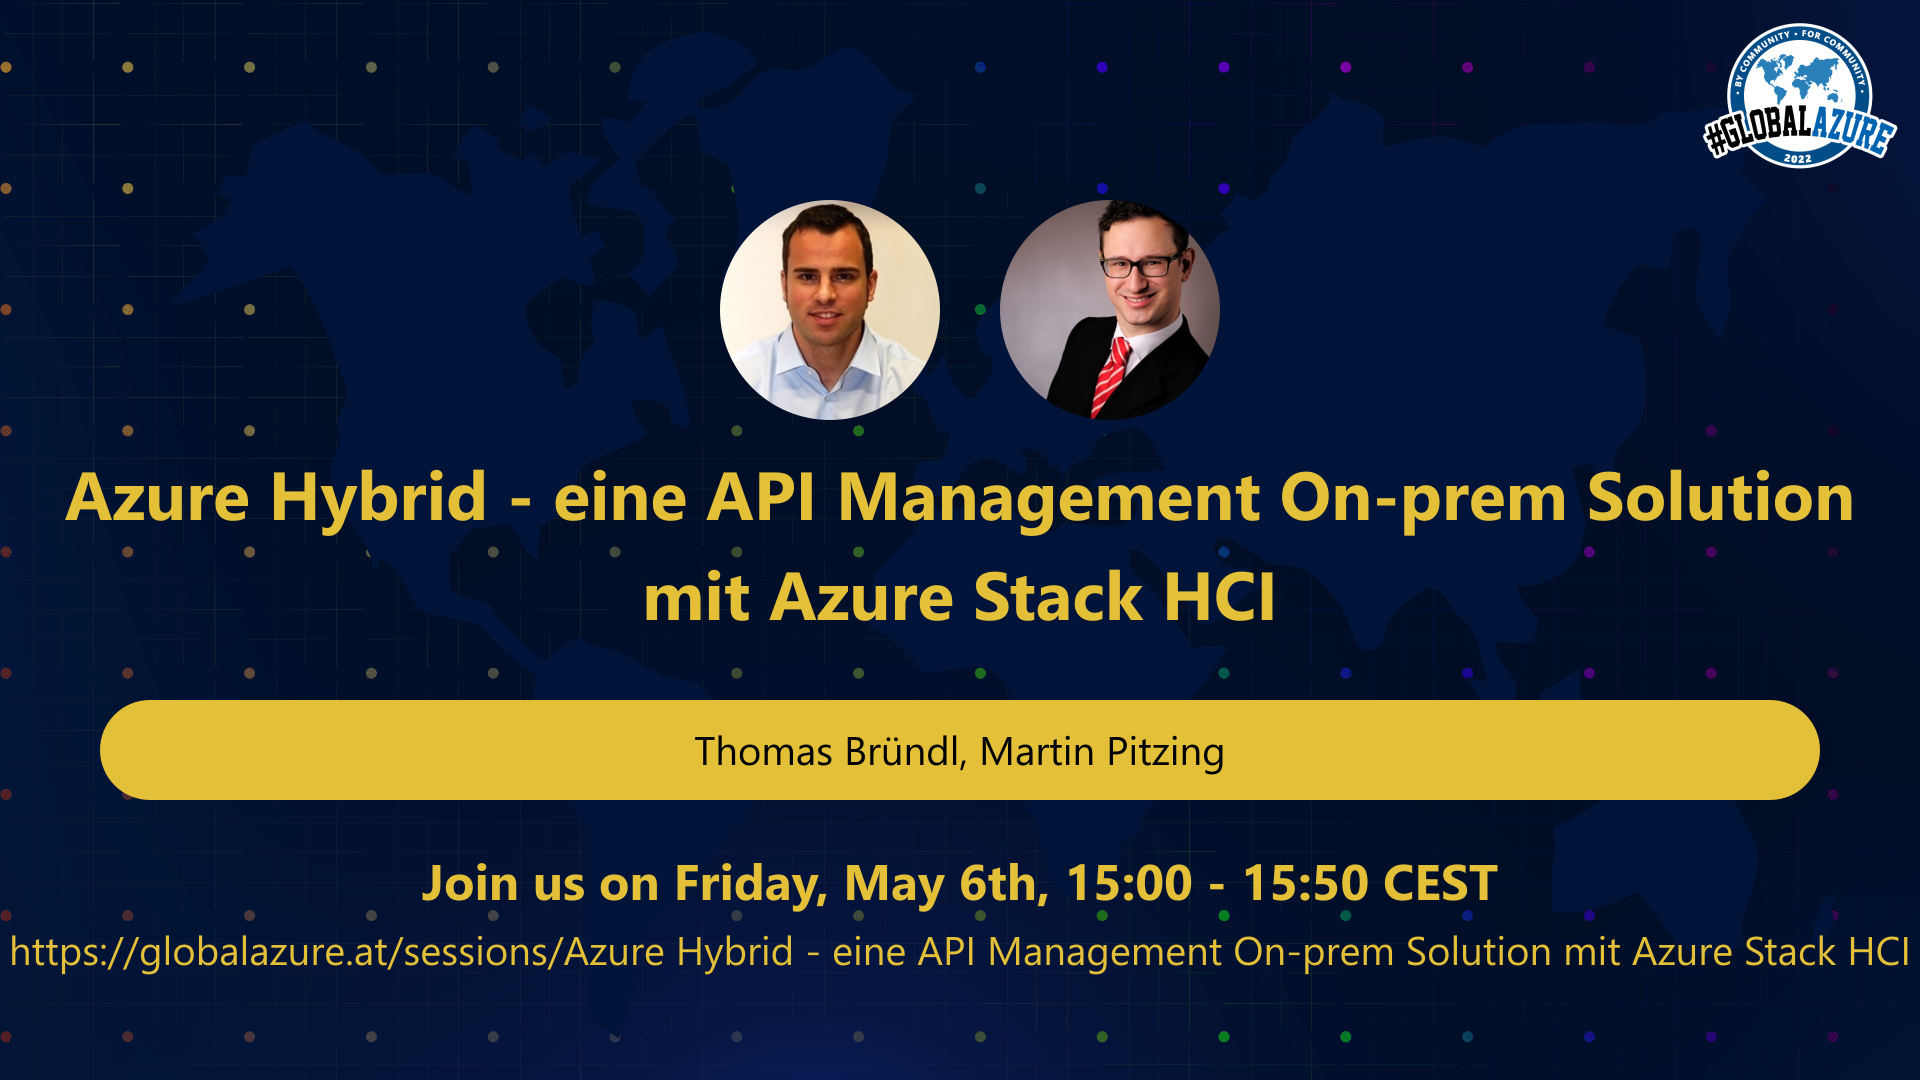 • BY COMMUNITY • FOR COMMUNITY •
#GLOBALAZURE
2022
Azure Hybrid - eine API Management On-prem Solution
mit Azure Stack HCI
Thomas Bründl, Martin Pitzing
Join us on Friday, May 6th, 15:00 - 15:50 CEST
https://globalazure.at/sessions/Azure Hybrid - eine API Management On-prem Solution mit Azure Stack HCI